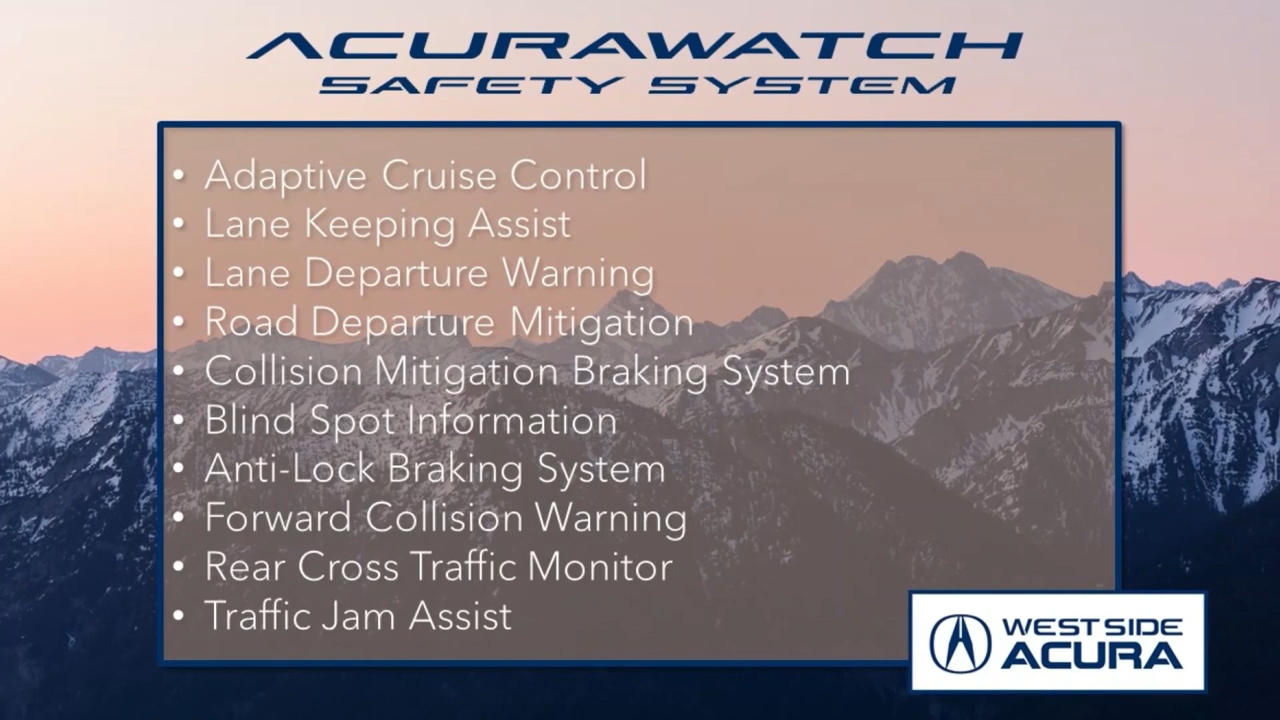 ACURAWATCH
SAFETY SYSTEM
• Adaptive Cruise Control
• Lane Keeping Assist
• Lane Departure Warning
• Road Departure Mitigation
• Collision Mitigation Braking System
• Blind Spot Information
• Anti-Lock Braking System
• Forward Collision Warning
• Rear Cross Traffic Monitor
• Traffic Jam Assist
WEST SIDE
ACURA